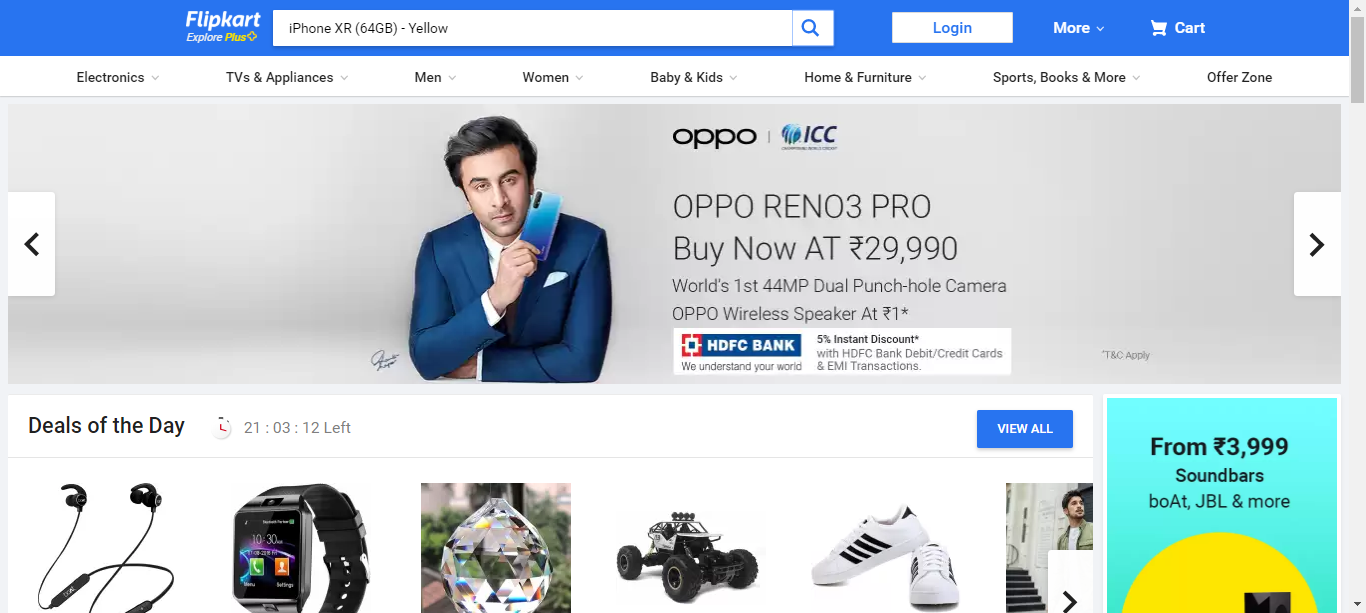 Flipkart
Explore Plus
iPhone XR (64GB) - Yellow
Login
More
Cart
Electronics
TVs & Appliances
Men
Women
Baby & Kids
Home & Furniture
Sports, Books & More
Offer Zone
oppo | ICC
OPPO RENO3 PRO
Buy Now AT ₹29,990
World's 1st 44MP Dual Punch-hole Camera
OPPO Wireless Speaker At ₹1*
HDFC BANK
We understand your world
5% Instant Discount*
with HDFC Bank Debit/Credit Cards
& EMI Transactions.
*T&C Apply
Deals of the Day
21 : 03 : 12 Left
VIEW ALL
From ₹3,999
Soundbars
boAt, JBL & more
10:30
Menu
Settings